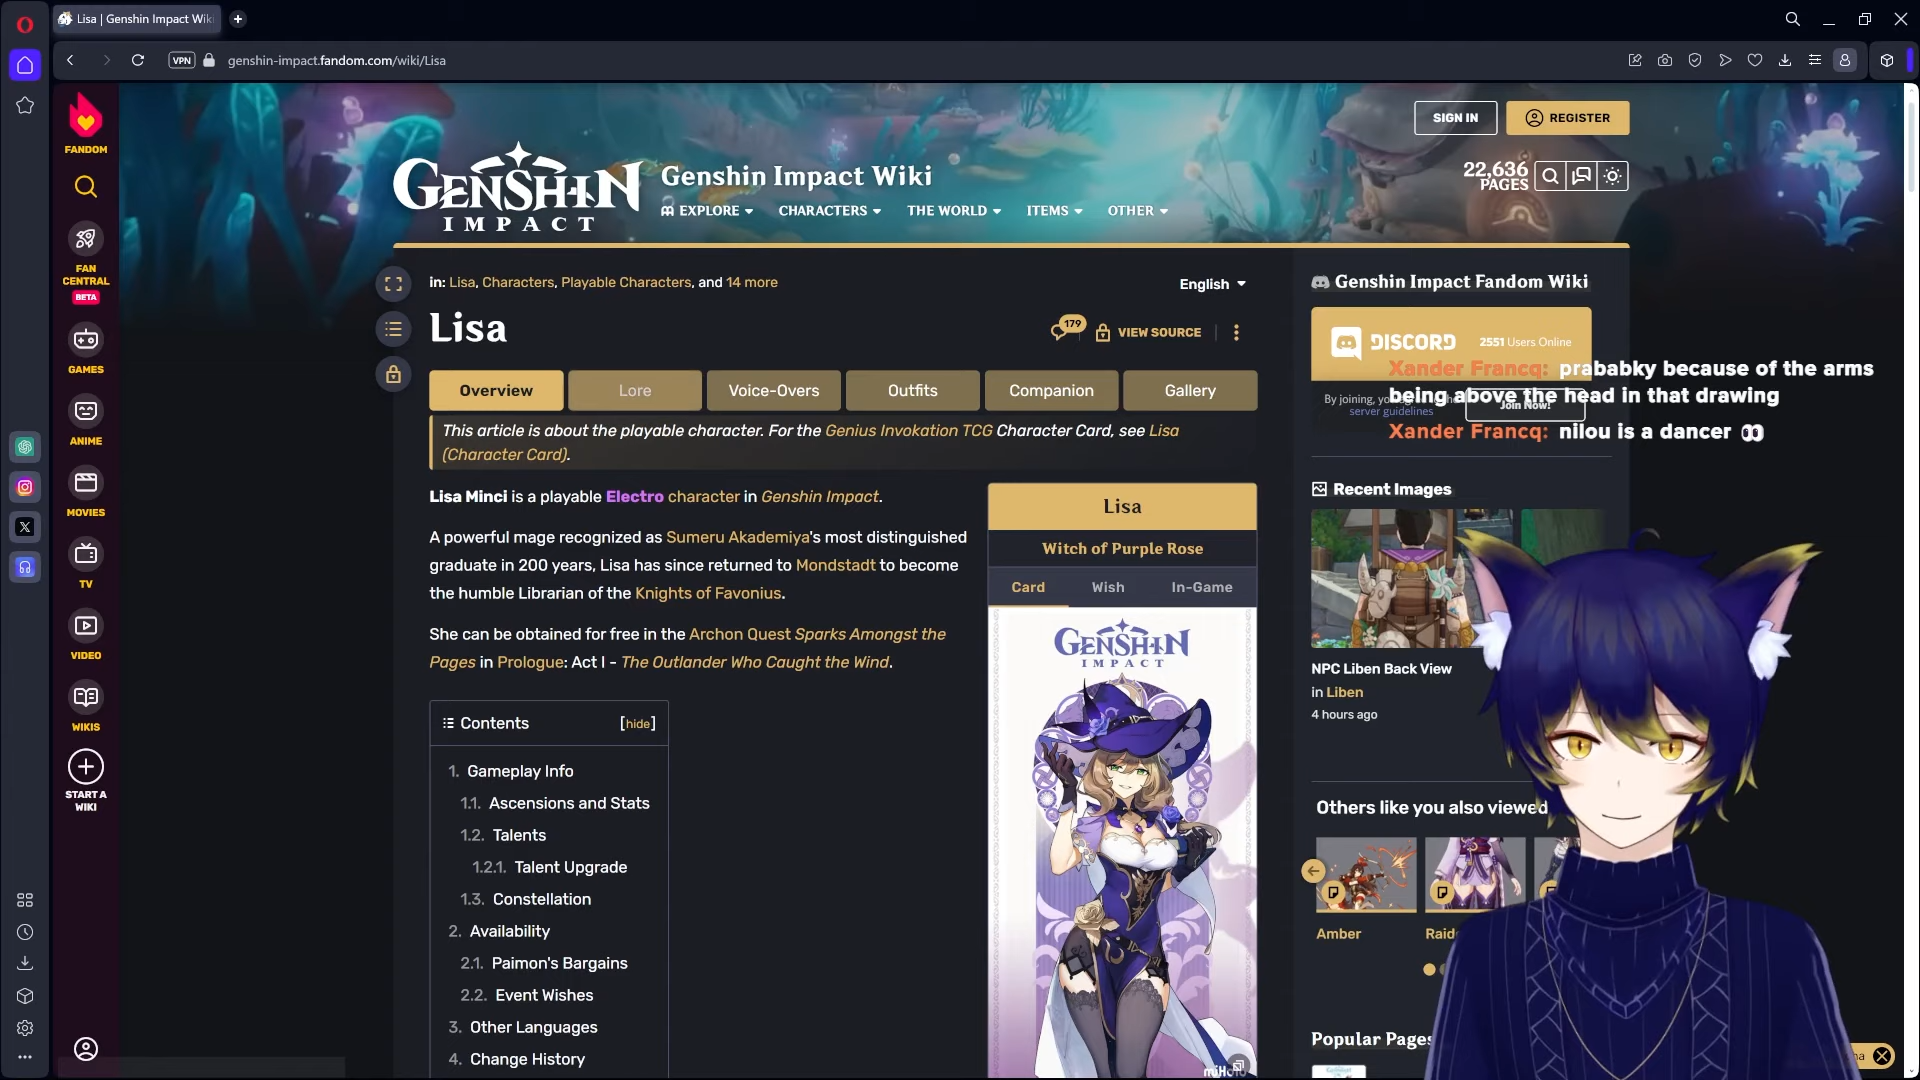 Lisa | Genshin Impact Wiki
VPN
genshin-impact.fandom.com/wiki/Lisa
FANDOM
FAN
CENTRAL
BETA
GAMES
ANIME
MOVIES
TV
VIDEO
WIKIS
START A
WIKI
SIGN IN
REGISTER
GENSHIN
IMPACT
Genshin Impact Wiki
22,636
PAGES
EXPLORE
CHARACTERS
THE WORLD
ITEMS
OTHER
in: Lisa, Characters, Playable Characters, and 14 more
English
Lisa
179
VIEW SOURCE
Overview
Lore
Voice-Overs
Outfits
Companion
Gallery
This article is about the playable character. For the Genius Invokation TCG Character Card, see Lisa
(Character Card).
Lisa Minci is a playable Electro character in Genshin Impact.
A powerful mage recognized as Sumeru Akademiya's most distinguished
graduate in 200 years, Lisa has since returned to Mondstadt to become
the humble Librarian of the Knights of Favonius.
She can be obtained for free in the Archon Quest Sparks Amongst the
Pages in Prologue: Act I - The Outlander Who Caught the Wind.
Contents [hide]
1. Gameplay Info
1.1. Ascensions and Stats
1.2. Talents
1.2.1. Talent Upgrade
1.3. Constellation
2. Availability
2.1. Paimon's Bargains
2.2. Event Wishes
3. Other Languages
4. Change History
Lisa
Witch of Purple Rose
Card
Wish
In-Game
GENSHIN
IMPACT
Genshin Impact Fandom Wiki
DISCORD
2551 Users Online
By joining, you
server guidelines
Join Now!
Xander Francq: prababky because of the arms
being above the head in that drawing
Xander Francq: nilou is a dancer
Recent Images
NPC Liben Back View
in Liben
4 hours ago
Others like you also viewed
Amber
Popular Pages